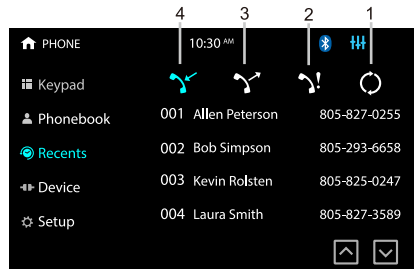 4 3 2 1
PHONE 10:30 AM
Keypad
001 Allen Peterson 805-827-0255
Phonebook
002 Bob Simpson 805-293-6658
Recents
003 Kevin Rolsten 805-825-0247
Device
004 Laura Smith 805-827-3589
Setup